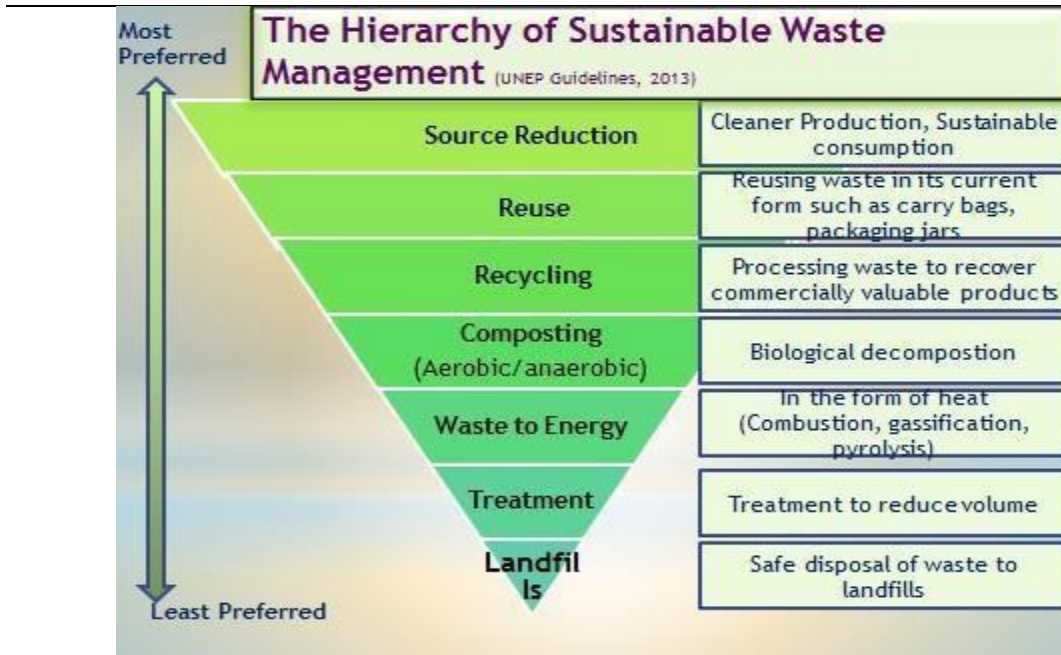 Most
Preferred
The Hierarchy of Sustainable Waste
Management (UNEP Guidelines, 2013)
Source Reduction
Cleaner Production, Sustainable
consumption
Reuse
Reusing waste in its current
form such as carry bags,
packaging jars
Recycling
Processing waste to recover
commercially valuable products
Composting
(Aerobic/anaerobic)
Biological decompostion
Waste to Energy
In the form of heat
(Combustion, gassification,
pyrolysis)
Treatment
Treatment to reduce volume
Landfil
ls
Safe disposal of waste to
landfills
Least Preferred